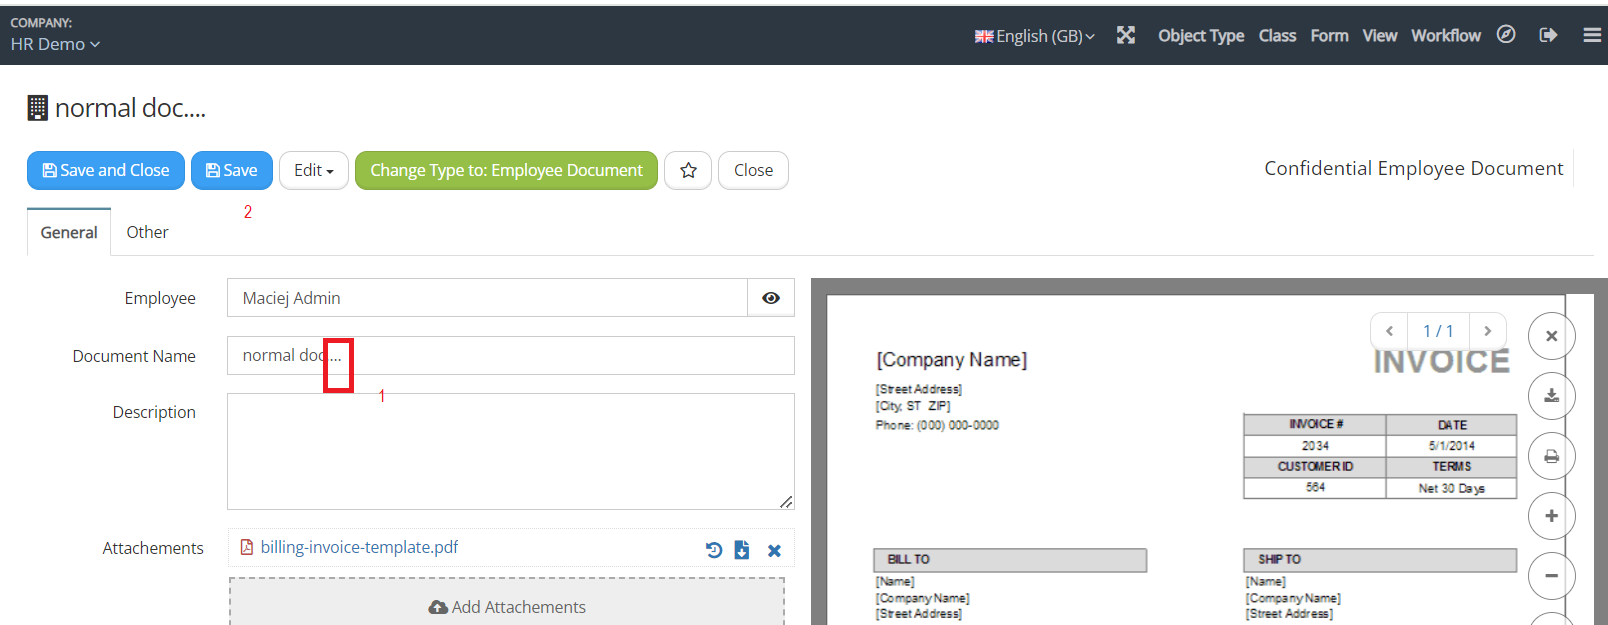 COMPANY:
HR Demo
English (GB)
Object Type
Class
Form
View
Workflow
normal doc....
Save and Close
Save
Edit
Change Type to: Employee Document
Close
Confidential Employee Document
2
General
Other
Employee
Maciej Admin
Document Name
normal doc....
1
Description
Attachements
billing-invoice-template.pdf
Add Attachements
1 / 1
[Company Name]
INVOICE
[Street Address]
[City, ST ZIP]
Phone: (000) 000-0000
INVOICE # DATE
2034 5/1/2014
CUSTOMER ID TERMS
564 Net 30 Days
BILL TO
[Name]
[Company Name]
[Street Address]
SHIP TO
[Name]
[Company Name]
[Street Address]